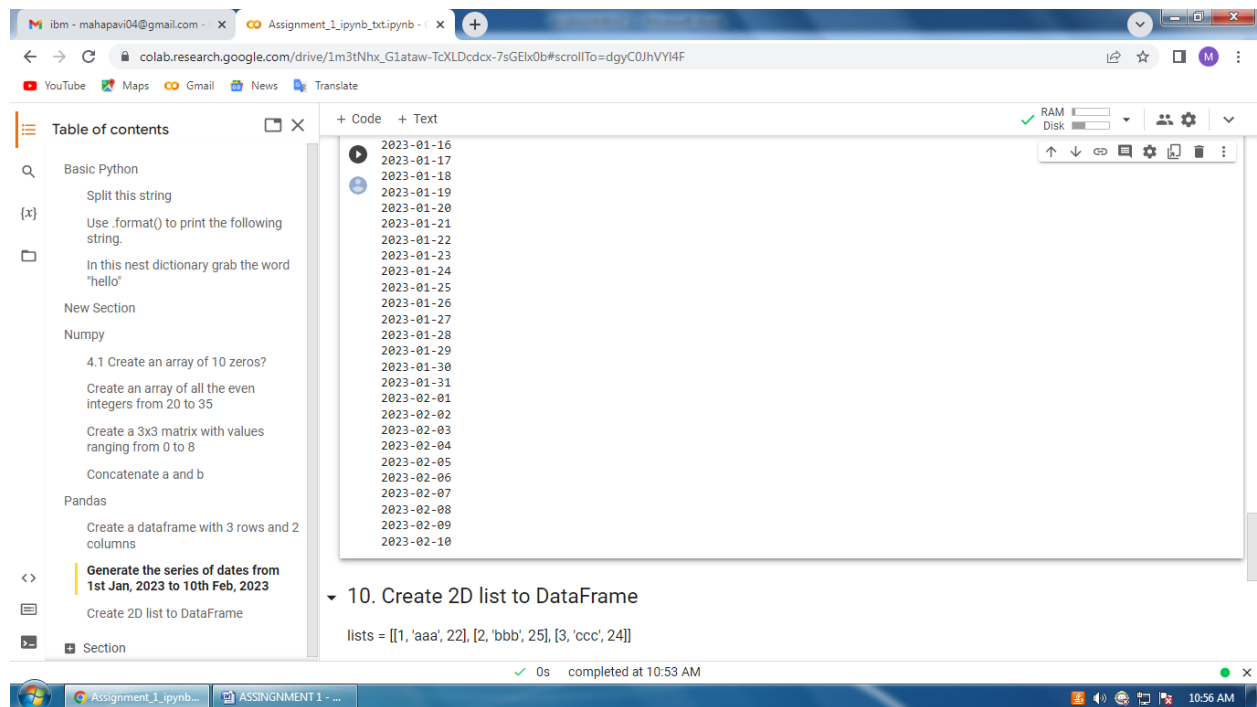 ibm - mahapavi04@gmail.com -
Assignment_1_ipynb_txt.ipynb -
colab.research.google.com/drive/1m3tNhx_G1ataw-TcXLDcdcx-7sGEIx0b#scrollTo=dgyC0JhVYI4F
M
YouTube Maps Gmail News Translate
Table of contents
Basic Python
Split this string
Use .format() to print the following
string.
In this nest dictionary grab the word
"hello"
New Section
Numpy
4.1 Create an array of 10 zeros?
Create an array of all the even
integers from 20 to 35
Create a 3x3 matrix with values
ranging from 0 to 8
Concatenate a and b
Pandas
Create a dataframe with 3 rows and 2
columns
Generate the series of dates from
1st Jan, 2023 to 10th Feb, 2023
Create 2D list to DataFrame
Section
{x}
+ Code + Text
RAM
Disk
2023-01-16
2023-01-17
2023-01-18
2023-01-19
2023-01-20
2023-01-21
2023-01-22
2023-01-23
2023-01-24
2023-01-25
2023-01-26
2023-01-27
2023-01-28
2023-01-29
2023-01-30
2023-01-31
2023-02-01
2023-02-02
2023-02-03
2023-02-04
2023-02-05
2023-02-06
2023-02-07
2023-02-08
2023-02-09
2023-02-10
10. Create 2D list to DataFrame
lists = [[1, 'aaa', 22], [2, 'bbb', 25], [3, 'ccc', 24]]
0s completed at 10:53 AM
Assignment_1_ipynb...
ASSINGNMENT 1 - ...
10:56 AM